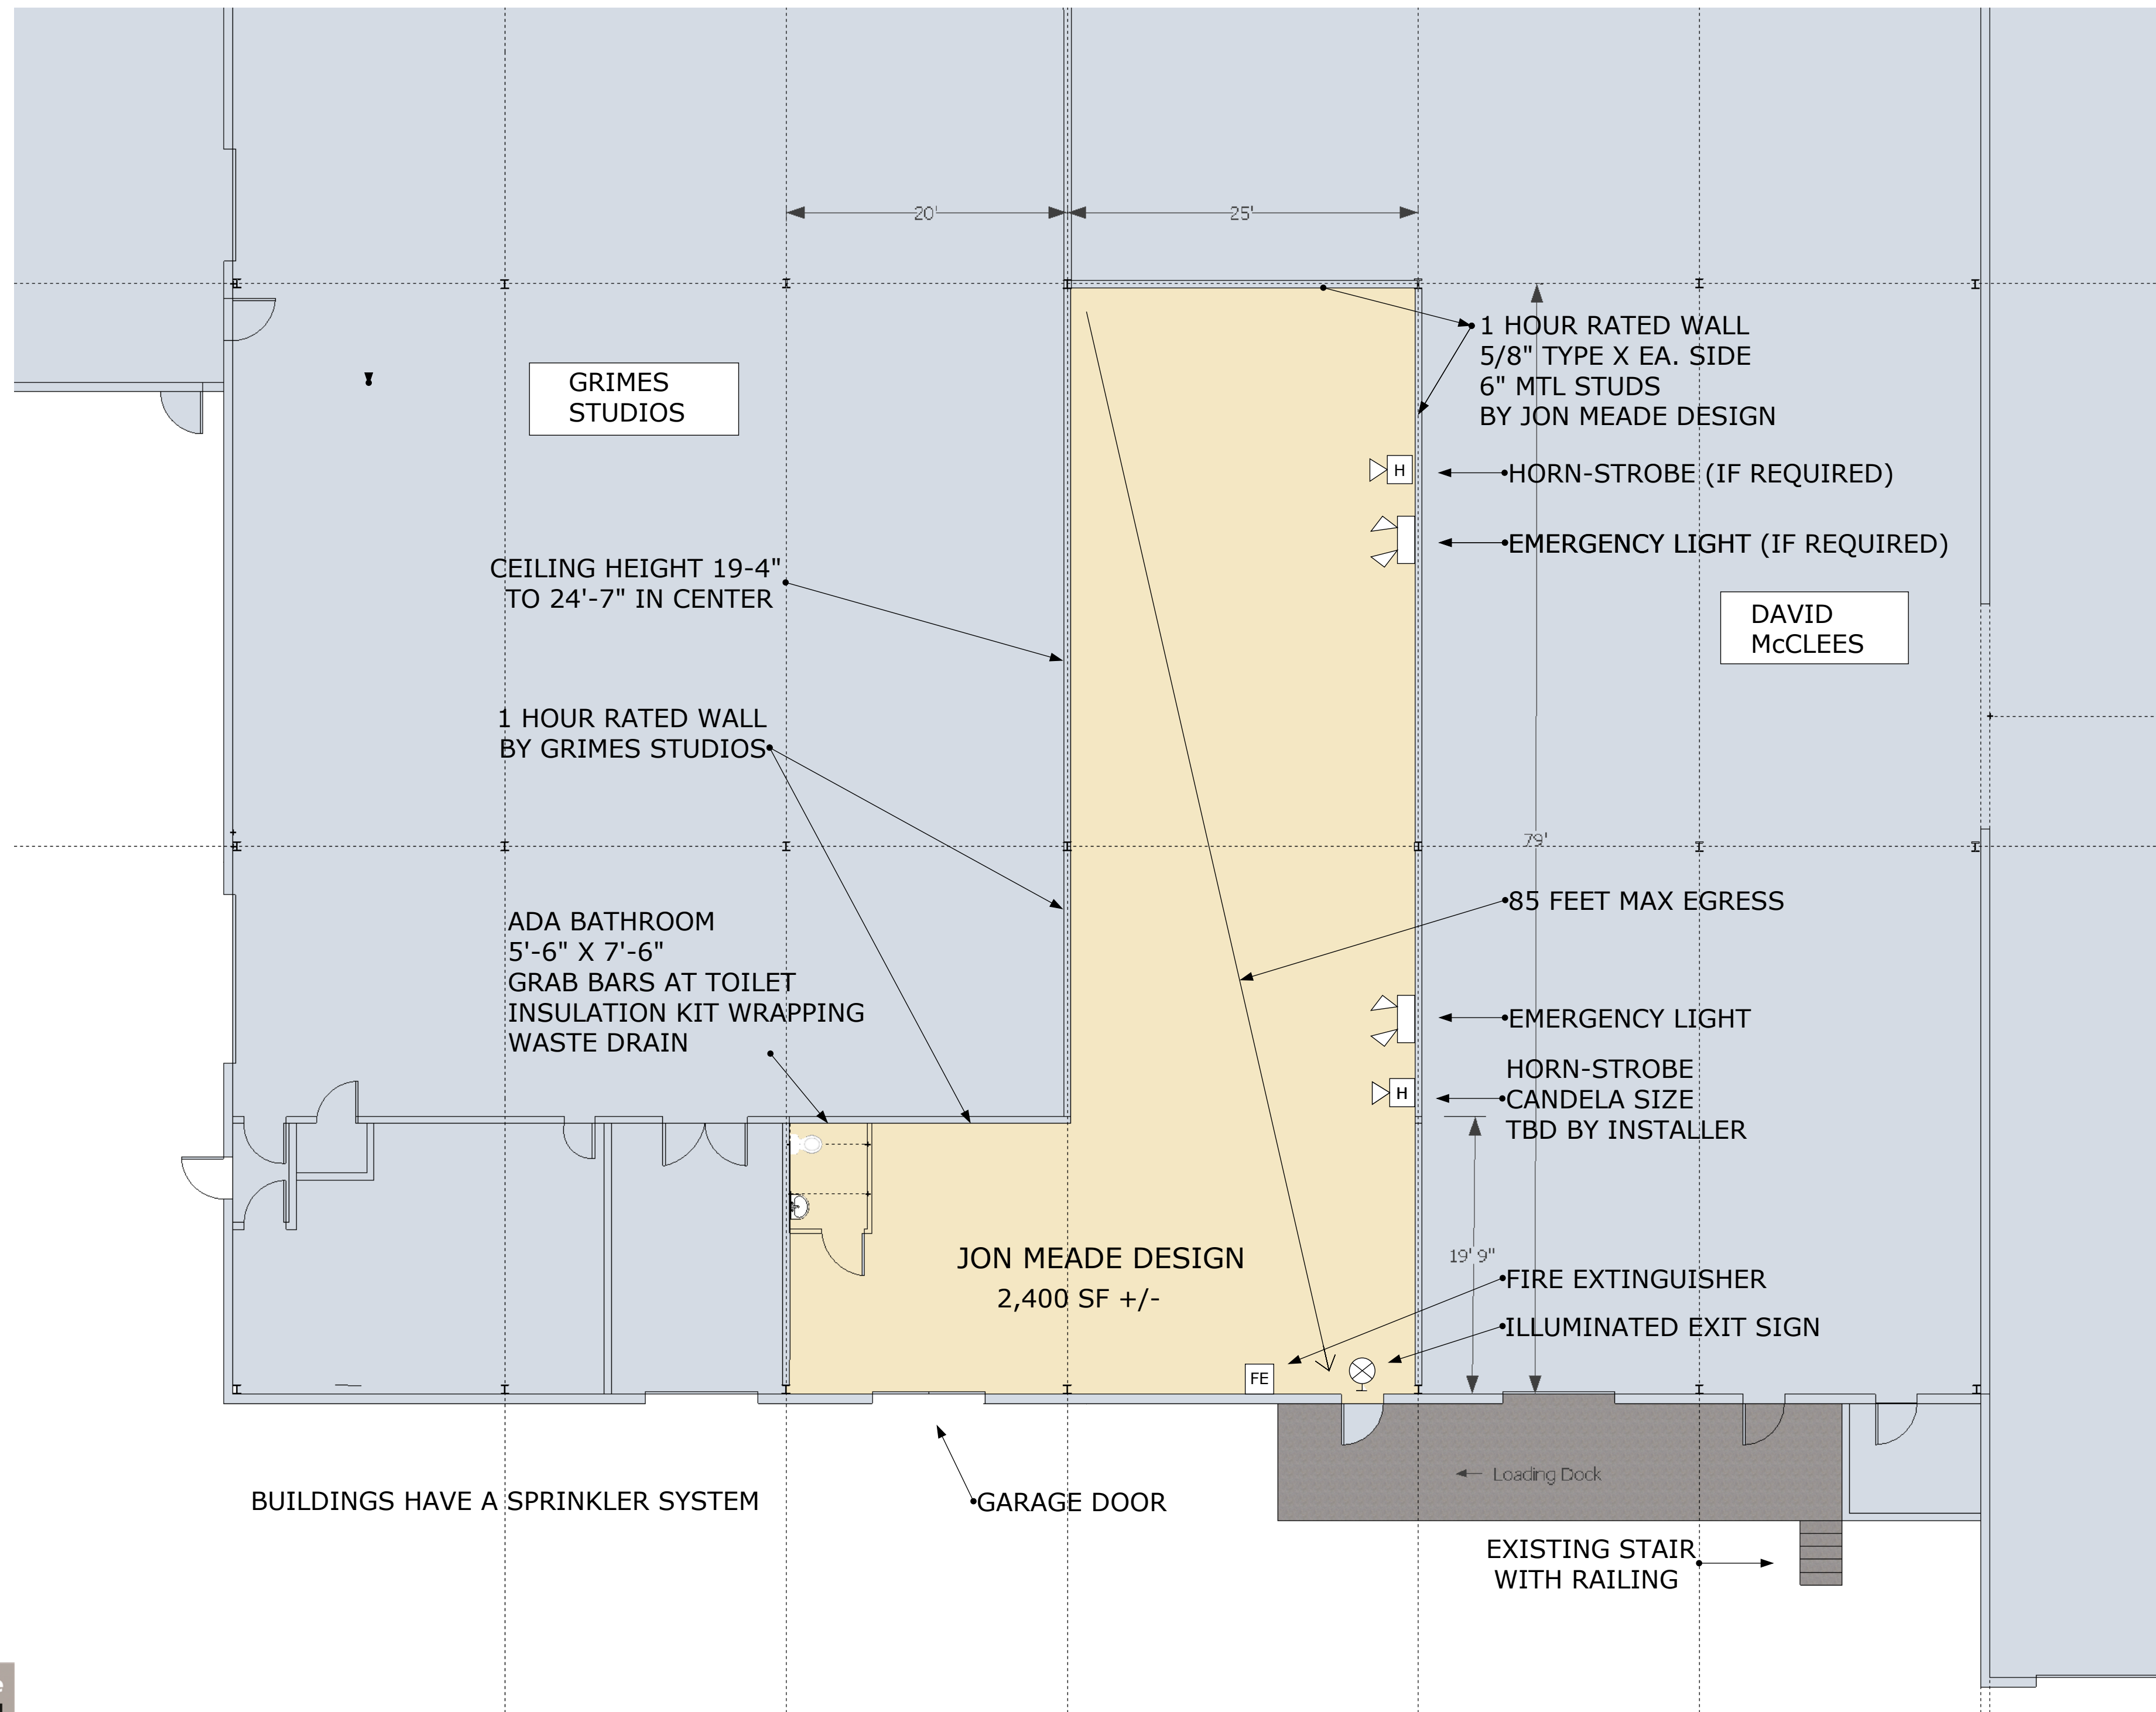 20'
25'
GRIMES
STUDIOS
1 HOUR RATED WALL
5/8" TYPE X EA. SIDE
6" MTL STUDS
BY JON MEADE DESIGN
H
HORN-STROBE (IF REQUIRED)
EMERGENCY LIGHT (IF REQUIRED)
CEILING HEIGHT 19-4"
TO 24'-7" IN CENTER
DAVID
McCLEES
1 HOUR RATED WALL
BY GRIMES STUDIOS
79'
85 FEET MAX EGRESS
ADA BATHROOM
5'-6" X 7'-6"
GRAB BARS AT TOILET
INSULATION KIT WRAPPING
WASTE DRAIN
EMERGENCY LIGHT
H
HORN-STROBE
CANDELA SIZE
TBD BY INSTALLER
JON MEADE DESIGN
2,400 SF +/-
19' 9"
FIRE EXTINGUISHER
ILLUMINATED EXIT SIGN
FE
Loading Dock
BUILDINGS HAVE A SPRINKLER SYSTEM
GARAGE DOOR
EXISTING STAIR
WITH RAILING